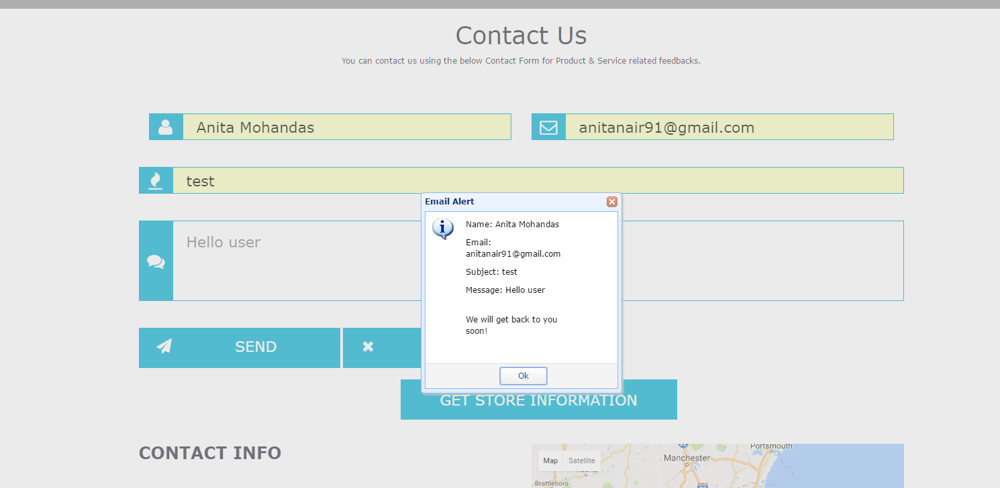 Contact Us
You can contact us using the below Contact Form for Product & Service related feedbacks.
Anita Mohandas
anitanair91@gmail.com
test
Hello user
Email Alert
Name: Anita Mohandas
Email:
anitanair91@gmail.com
Subject: test
Message: Hello user
We will get back to you
soon!
Ok
SEND
GET STORE INFORMATION
CONTACT INFO
Map
Satellite
Portsmouth
Manchester
Brattleboro